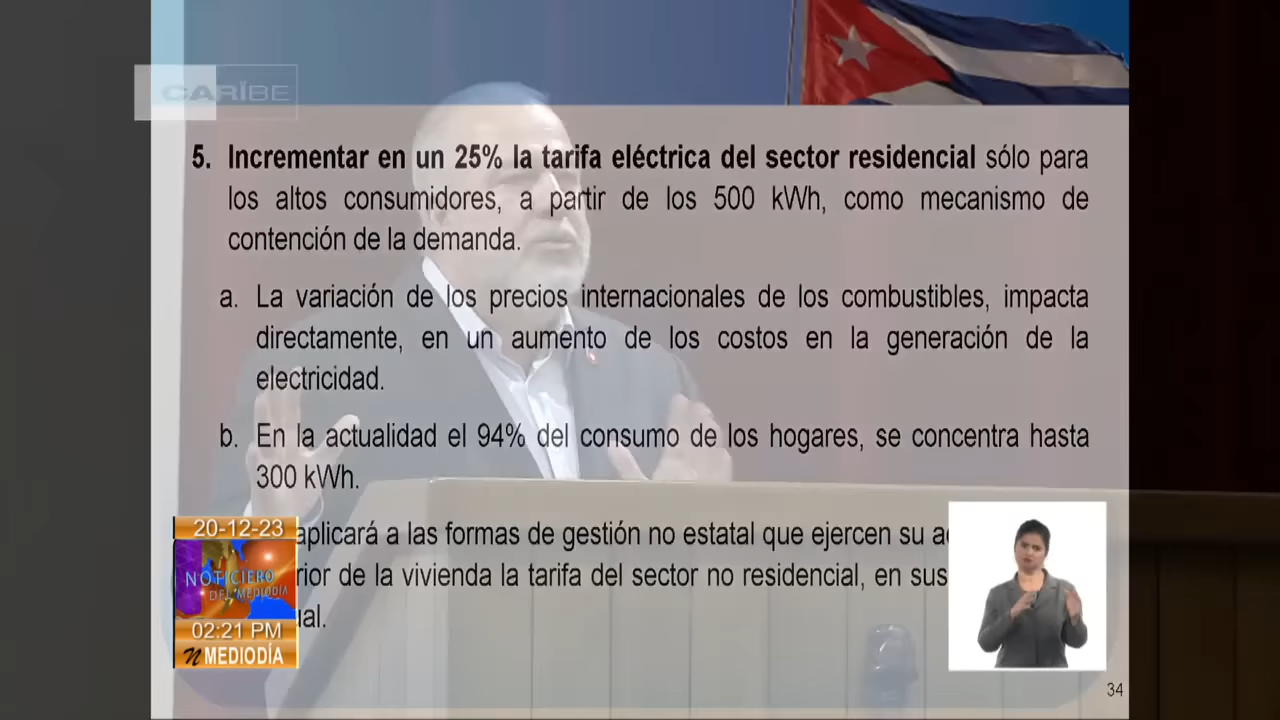 CARIBE
5. Incrementar en un 25% la tarifa eléctrica del sector residencial sólo para
los altos consumidores, a partir de los 500 kWh, como mecanismo de
contención de la demanda.
a. La variación de los precios internacionales de los combustibles, impacta
directamente, en un aumento de los costos en la generación de la
electricidad.
b. En la actualidad el 94% del consumo de los hogares, se concentra hasta
300 kWh.
aplicará a las formas de gestión no estatal que ejercen su
de la vivienda la tarifa del sector no residencial, en sus
20-12-23
NOTICIERO
DEL MEDIODÍA
02:21 PM
MEDIODÍA
34